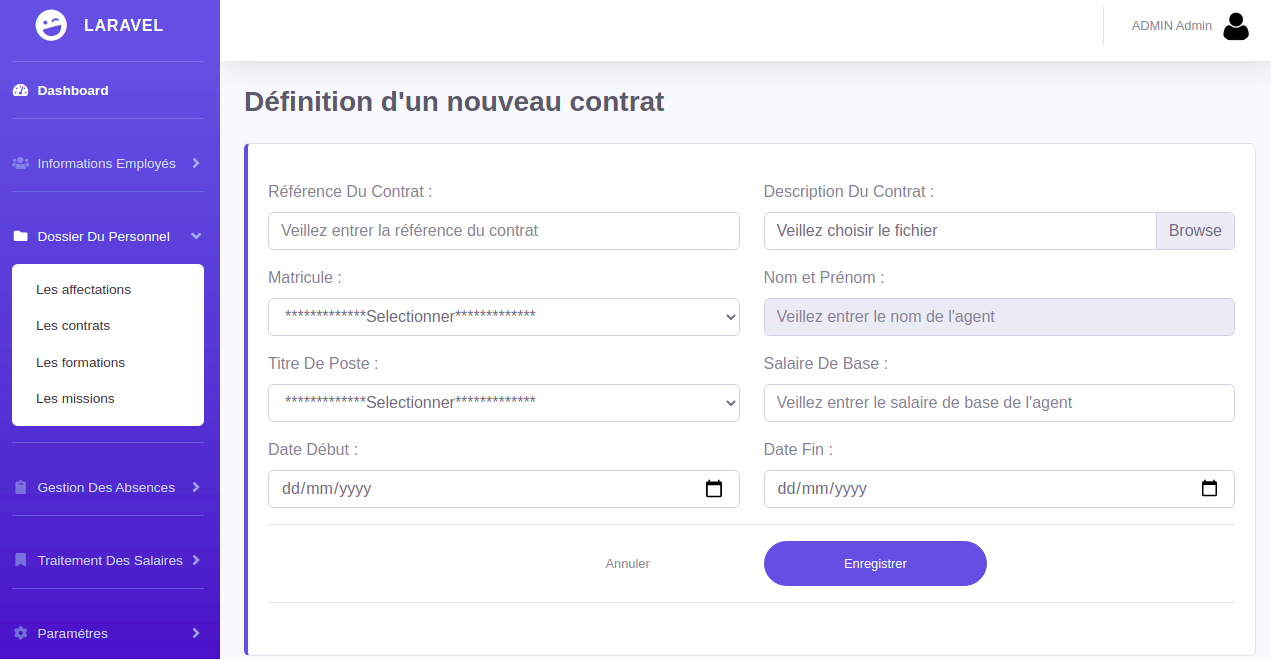 LARAVEL
ADMIN Admin
Dashboard
Informations Employés
Dossier Du Personnel
Les affectations
Les contrats
Les formations
Les missions
Gestion Des Absences
Traitement Des Salaires
Paramétres
Définition d'un nouveau contrat
Référence Du Contrat :
Description Du Contrat :
Veillez entrer la référence du contrat
Veillez choisir le fichier
Browse
Matricule :
Nom et Prénom :
*************Selectionner*************
Veillez entrer le nom de l'agent
Titre De Poste :
Salaire De Base :
*************Selectionner*************
Veillez entrer le salaire de base de l'agent
Date Début :
Date Fin :
dd/mm/yyyy
dd/mm/yyyy
Annuler
Enregistrer